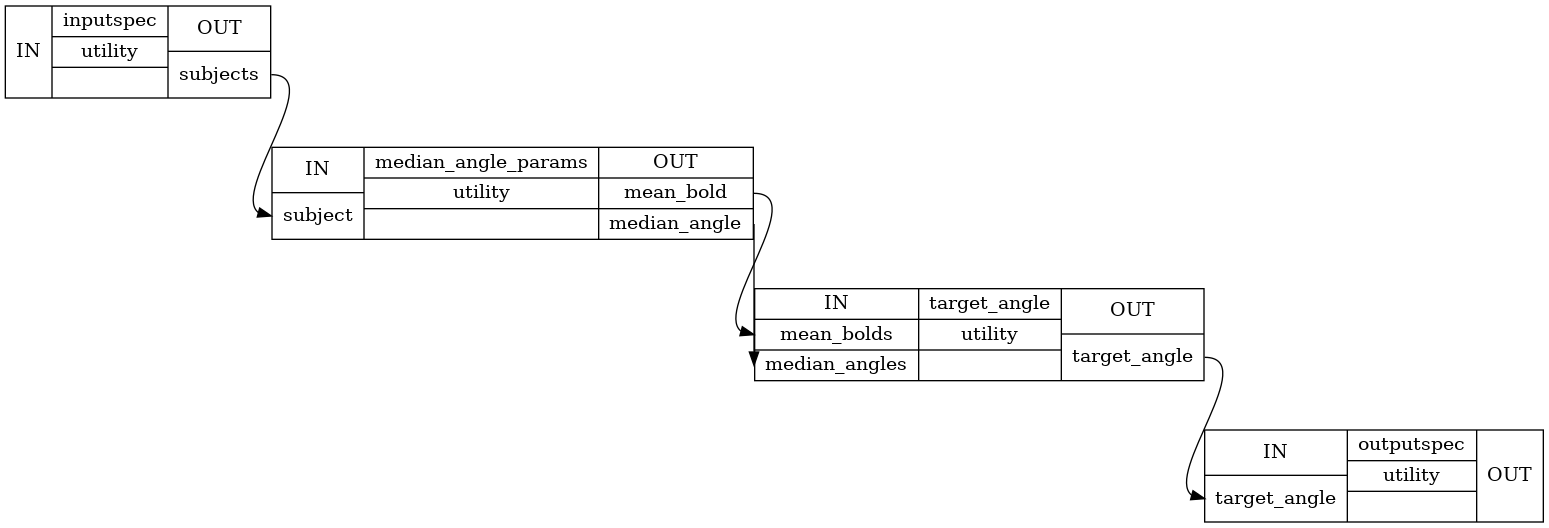 IN
inputspec
utility
OUT
subjects
IN
subject
median_angle_params
utility
OUT
mean_bold
median_angle
IN
mean_bolds
median_angles
target_angle
utility
OUT
target_angle
IN
target_angle
outputspec
utility
OUT